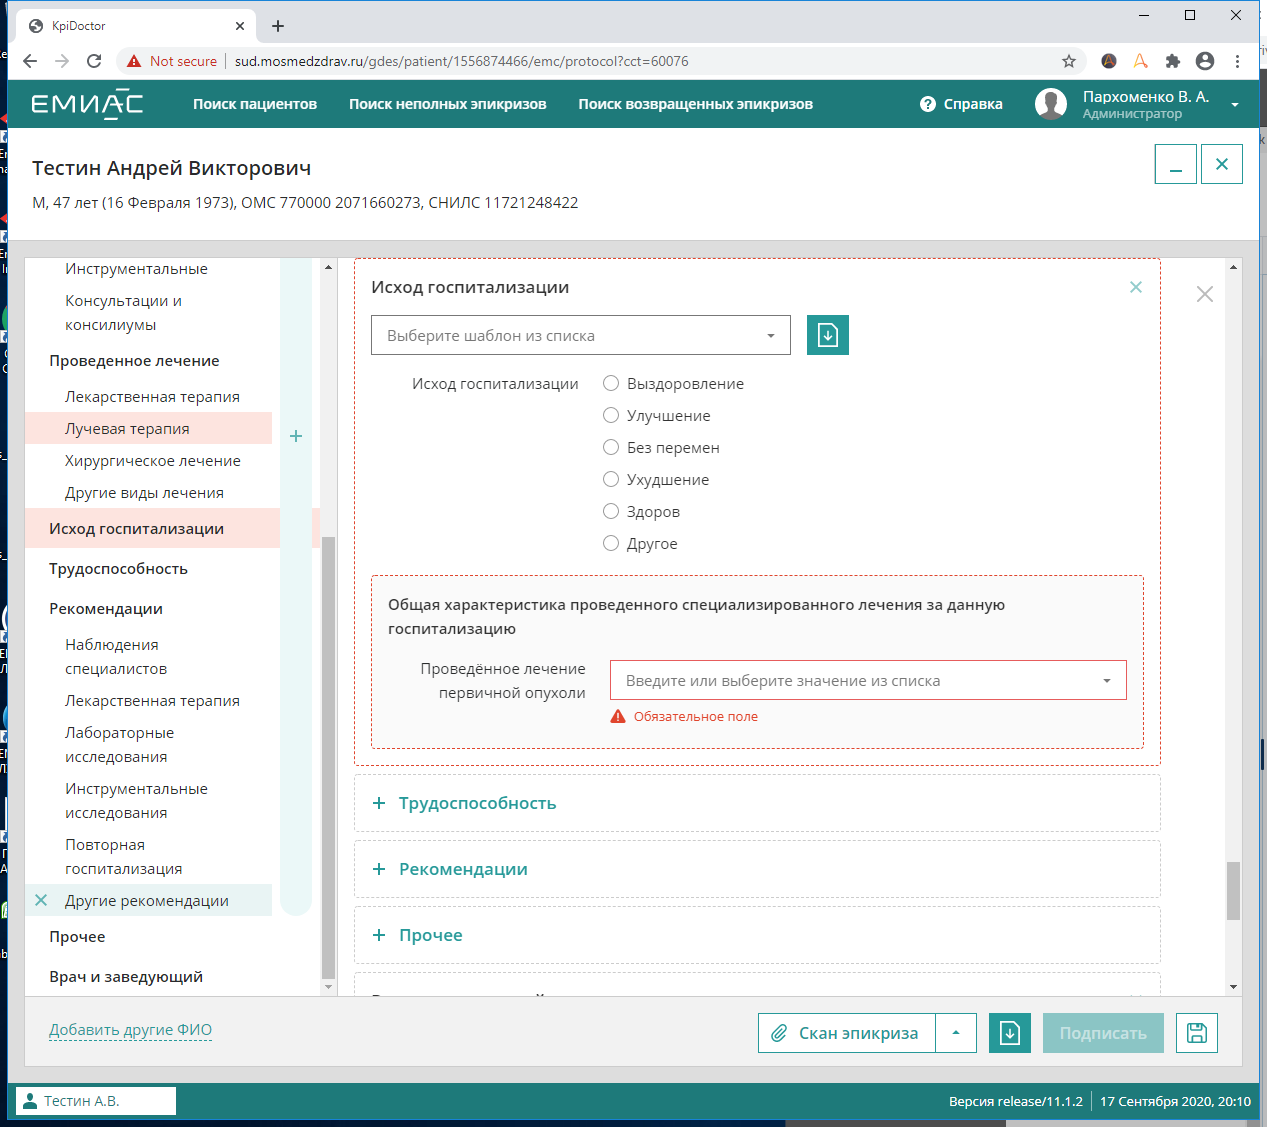 KpiDoctor
Not secure
sud.mosmedzdrav.ru/gdes/patient/1556874466/emc/protocol?cct=60076
ЕМИАС
Поиск пациентов
Поиск неполных эпикризов
Поиск возвращенных эпикризов
Справка
Пархоменко В. А.
Администратор
Тестин Андрей Викторович
М, 47 лет (16 Февраля 1973), ОМС 770000 2071660273, СНИЛС 11721248422
Инструментальные
Консультации и
консилиумы
Проведенное лечение
Лекарственная терапия
Лучевая терапия
Хирургическое лечение
Другие виды лечения
Исход госпитализации
Трудоспособность
Рекомендации
Наблюдения
специалистов
Лекарственная терапия
Лабораторные
исследования
Инструментальные
исследования
Повторная
госпитализация
Другие рекомендации
Прочее
Врач и заведующий
Исход госпитализации
Выберите шаблон из списка
Исход госпитализации
Выздоровление
Улучшение
Без перемен
Ухудшение
Здоров
Другое
Общая характеристика проведенного специализированного лечения за данную
госпитализацию
Проведённое лечение
первичной опухоли
Введите или выберите значение из списка
Обязательное поле
Трудоспособность
Рекомендации
Прочее
Добавить другие ФИО
Скан эпикриза
Подписать
Тестин А.В.
Версия release/11.1.2
17 Сентября 2020, 20:10